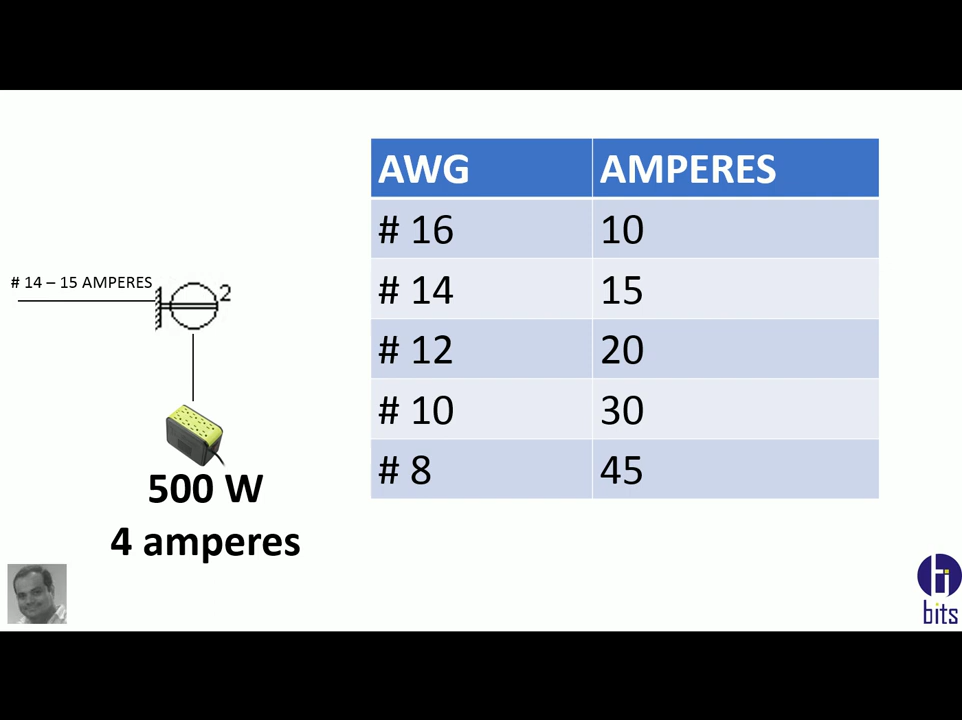 AWG AMPERES
# 16 10
# 14 15
# 12 20
# 10 30
# 8 45
# 14 – 15 AMPERES
2
500 W
4 amperes
bits